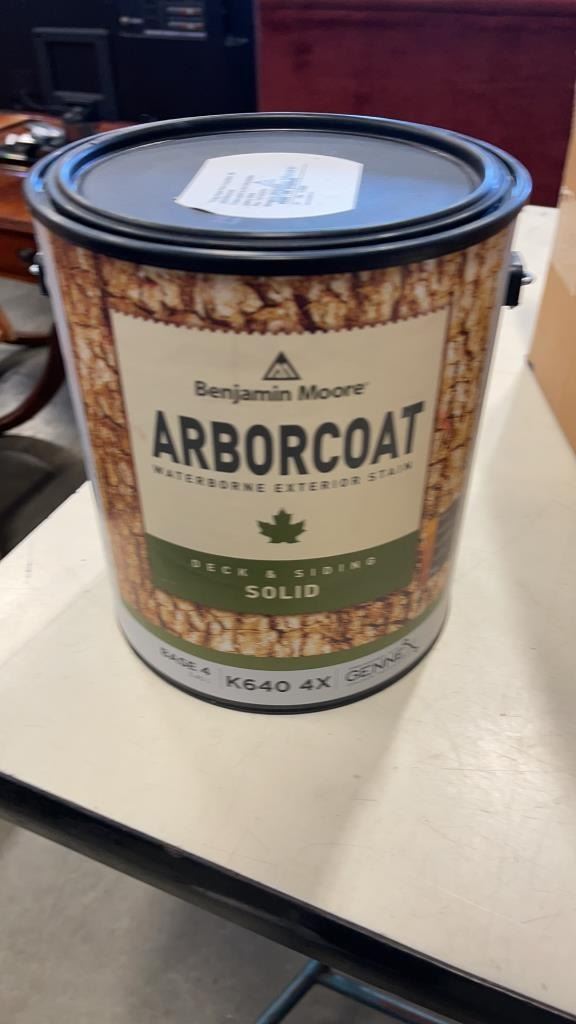 Benjamin Moore®
ARBORCOAT
WATERBORNE EXTERIOR STAIN
DECK & SIDING
SOLID
BASE 4
K640 4X
GENNEX